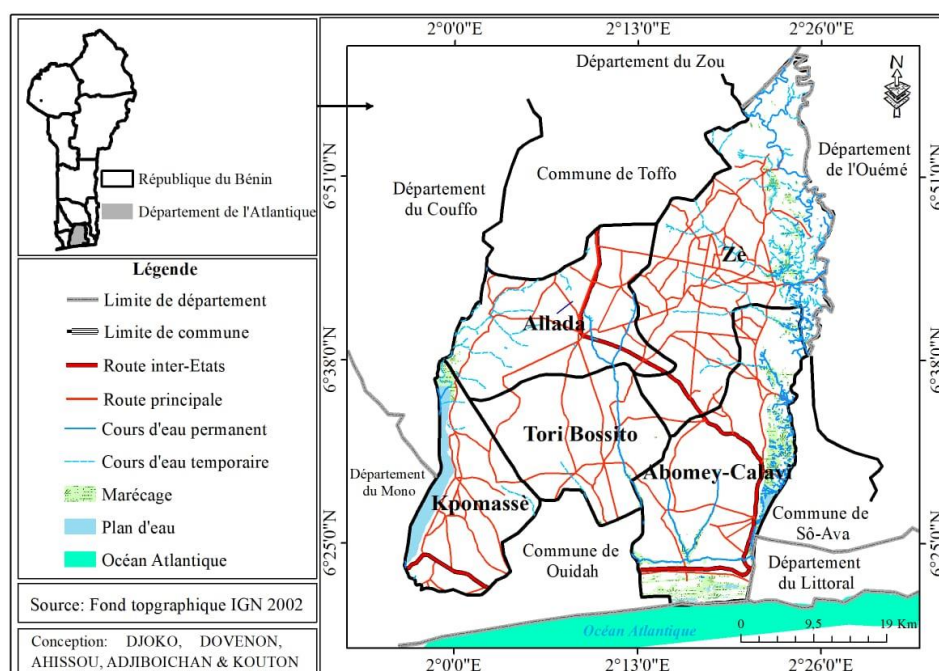 2°0'0"N
2°13'0"N
2°26'0"N
République du Bénin
Département de l'Atlantique
Légende
Limite de département
Limite de commune
Route inter-Etats
Route principale
Cours d'eau permanent
Cours d'eau temporaire
Marécage
Plan d'eau
Océan Atlantique
Source: Fond topgraphique IGN 2002
Conception: DJOKO, DOVENON,
AHISSOU, ADJIBOICHAN & KOUTON
N
Département du Zou
Département
de l'Ouémé
Commune de Toffo
Département
du Couffo
6°51'0"N
6°51'0"N
Zè
Allada
6°38'0"N
6°38'0"N
Tori Bossito
Abomey-Calavi
Département
du Mono
Kpomassè
Commune de
Sô-Ava
6°25'0"N
6°25'0"N
Commune de
Ouidah
Département
du Littoral
Océan Atlantique
0 9,5 19 Km
2°0'0"N
2°13'0"N
2°26'0"N